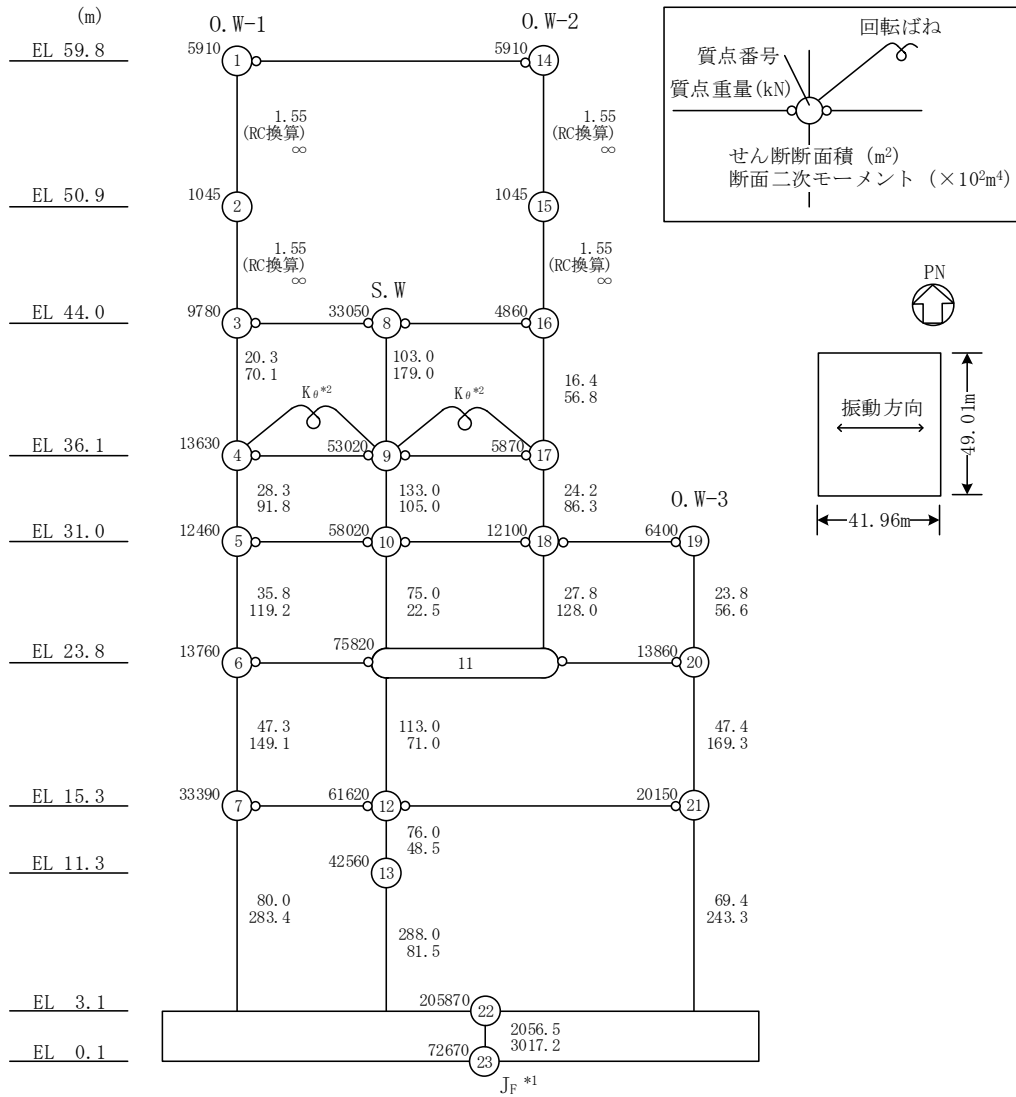 (m)
O.W-1
O.W-2
EL 59.8
5910
1
5910
14
1.55
(RC換算)
∞
1.55
(RC換算)
∞
EL 50.9
1045
2
1045
15
1.55
(RC換算)
∞
1.55
(RC換算)
∞
S.W
EL 44.0
9780
3
33050
8
4860
16
20.3
70.1
103.0
179.0
16.4
56.8
Kθ*2
Kθ*2
EL 36.1
13630
4
53020
9
5870
17
28.3
91.8
133.0
105.0
24.2
86.3
O.W-3
EL 31.0
12460
5
58020
10
12100
18
6400
19
35.8
119.2
75.0
22.5
27.8
128.0
23.8
56.6
EL 23.8
13760
6
75820
11
13860
20
47.3
149.1
113.0
71.0
47.4
169.3
EL 15.3
33390
7
61620
12
20150
21
76.0
48.5
EL 11.3
42560
13
80.0
283.4
288.0
81.5
69.4
243.3
EL 3.1
205870
22
2056.5
3017.2
EL 0.1
72670
23
JF *1
回転ばね
質点番号
質点重量(kN)
せん断断面積 (m²)
断面二次モーメント (×10²m⁴)
PN
振動方向
49.01m
41.96m